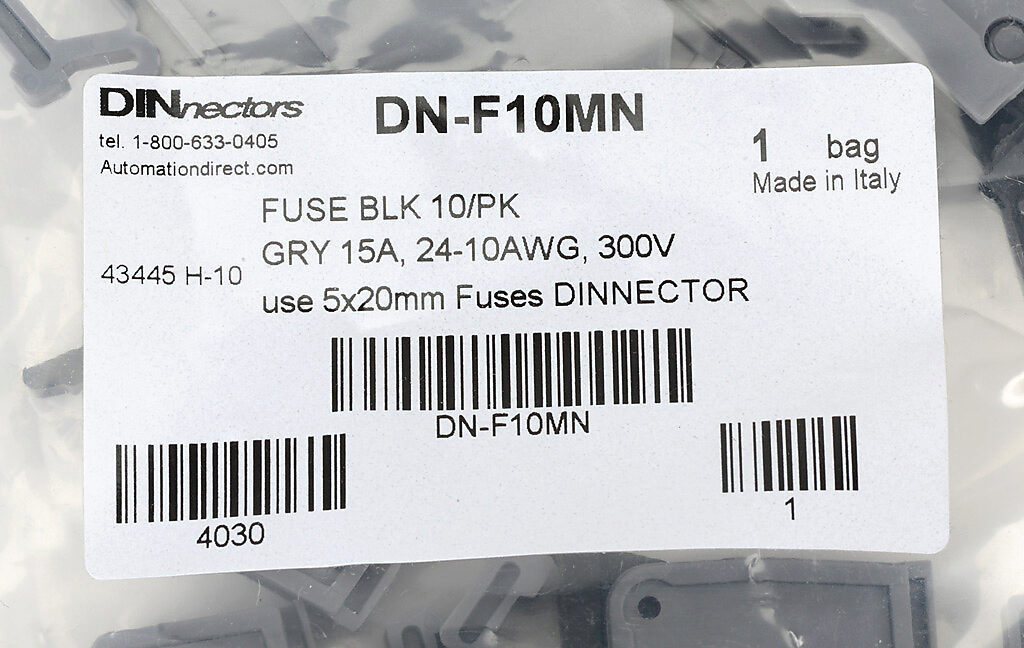 DINnectors
DN-F10MN
tel. 1-800-633-0405
1 bag
Automationdirect.com
Made in Italy
FUSE BLK 10/PK
GRY 15A, 24-10AWG, 300V
43445 H-10
use 5x20mm Fuses DINNECTOR
DN-F10MN
4030
1